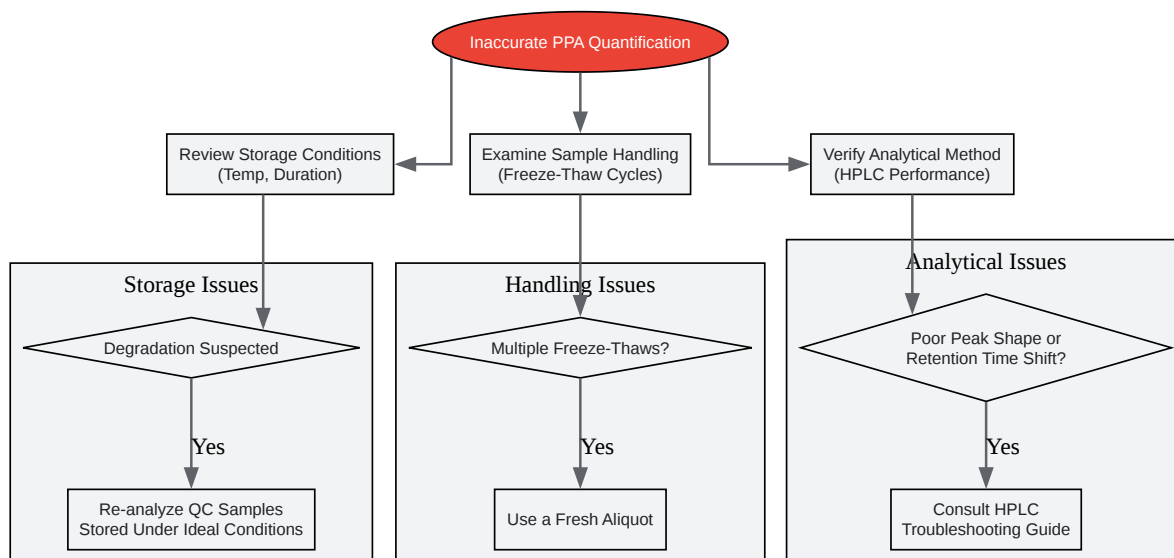 Inaccurate PPA Quantification
Review Storage Conditions
(Temp, Duration)
Examine Sample Handling
(Freeze-Thaw Cycles)
Verify Analytical Method
(HPLC Performance)
Storage Issues
Handling Issues
Analytical Issues
Degradation Suspected
Multiple Freeze-Thaws?
Poor Peak Shape or
Retention Time Shift?
Yes
Yes
Yes
Re-analyze QC Samples
Stored Under Ideal Conditions
Use a Fresh Aliquot
Consult HPLC
Troubleshooting Guide